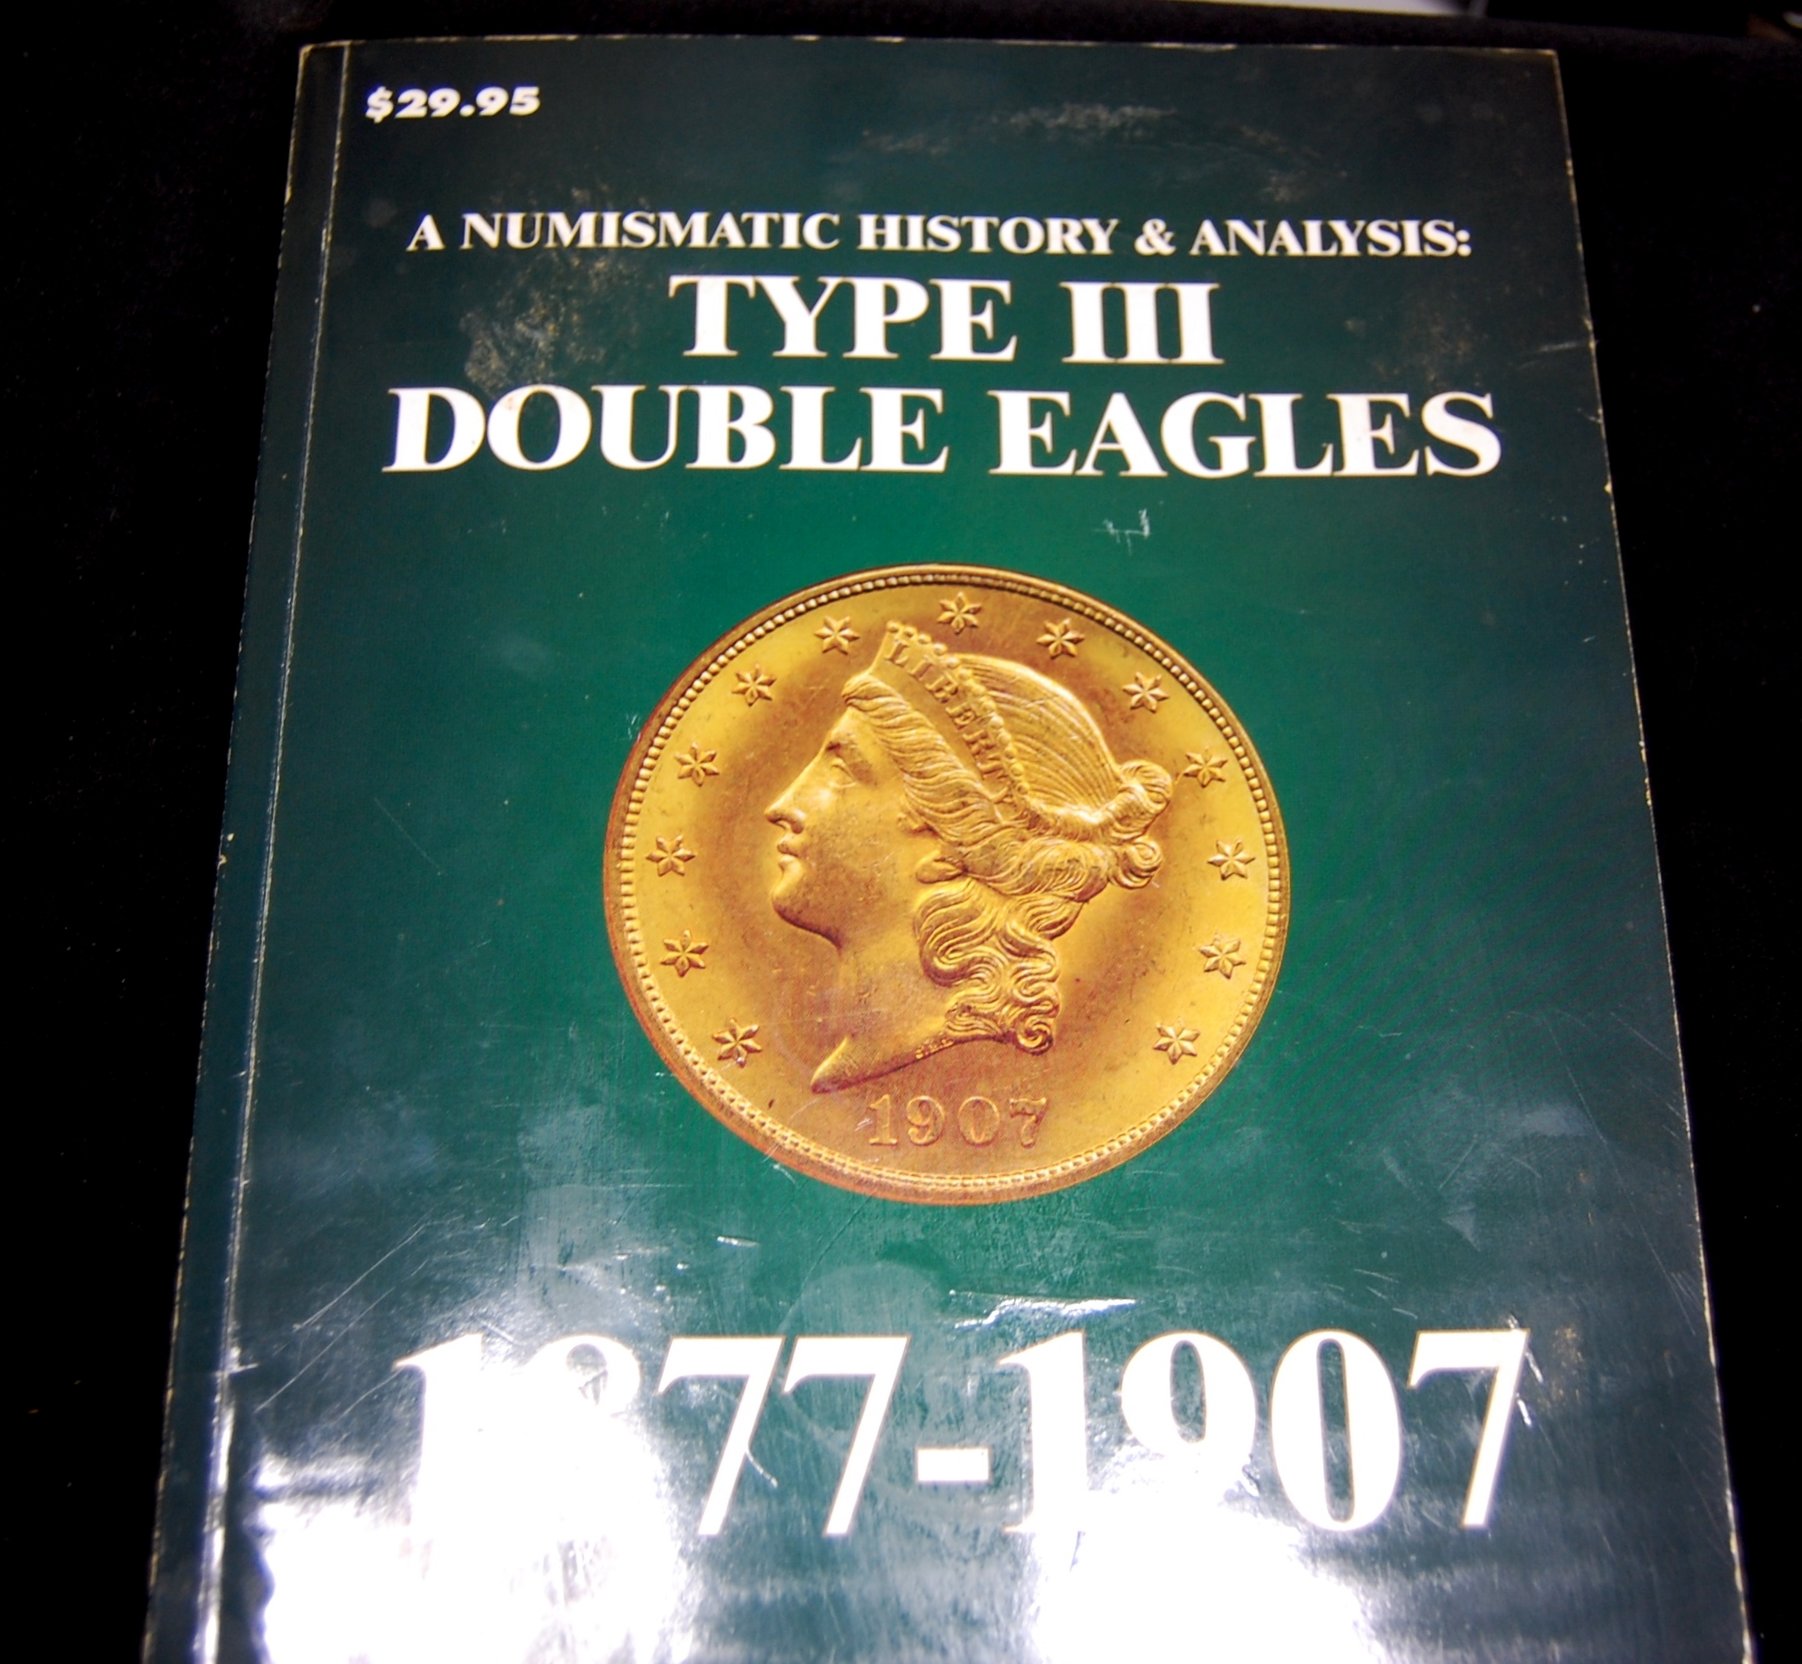 $29.95
A NUMISMATIC HISTORY & ANALYSIS:
TYPE III
DOUBLE EAGLES
LIBERTY
1907
1877-1907